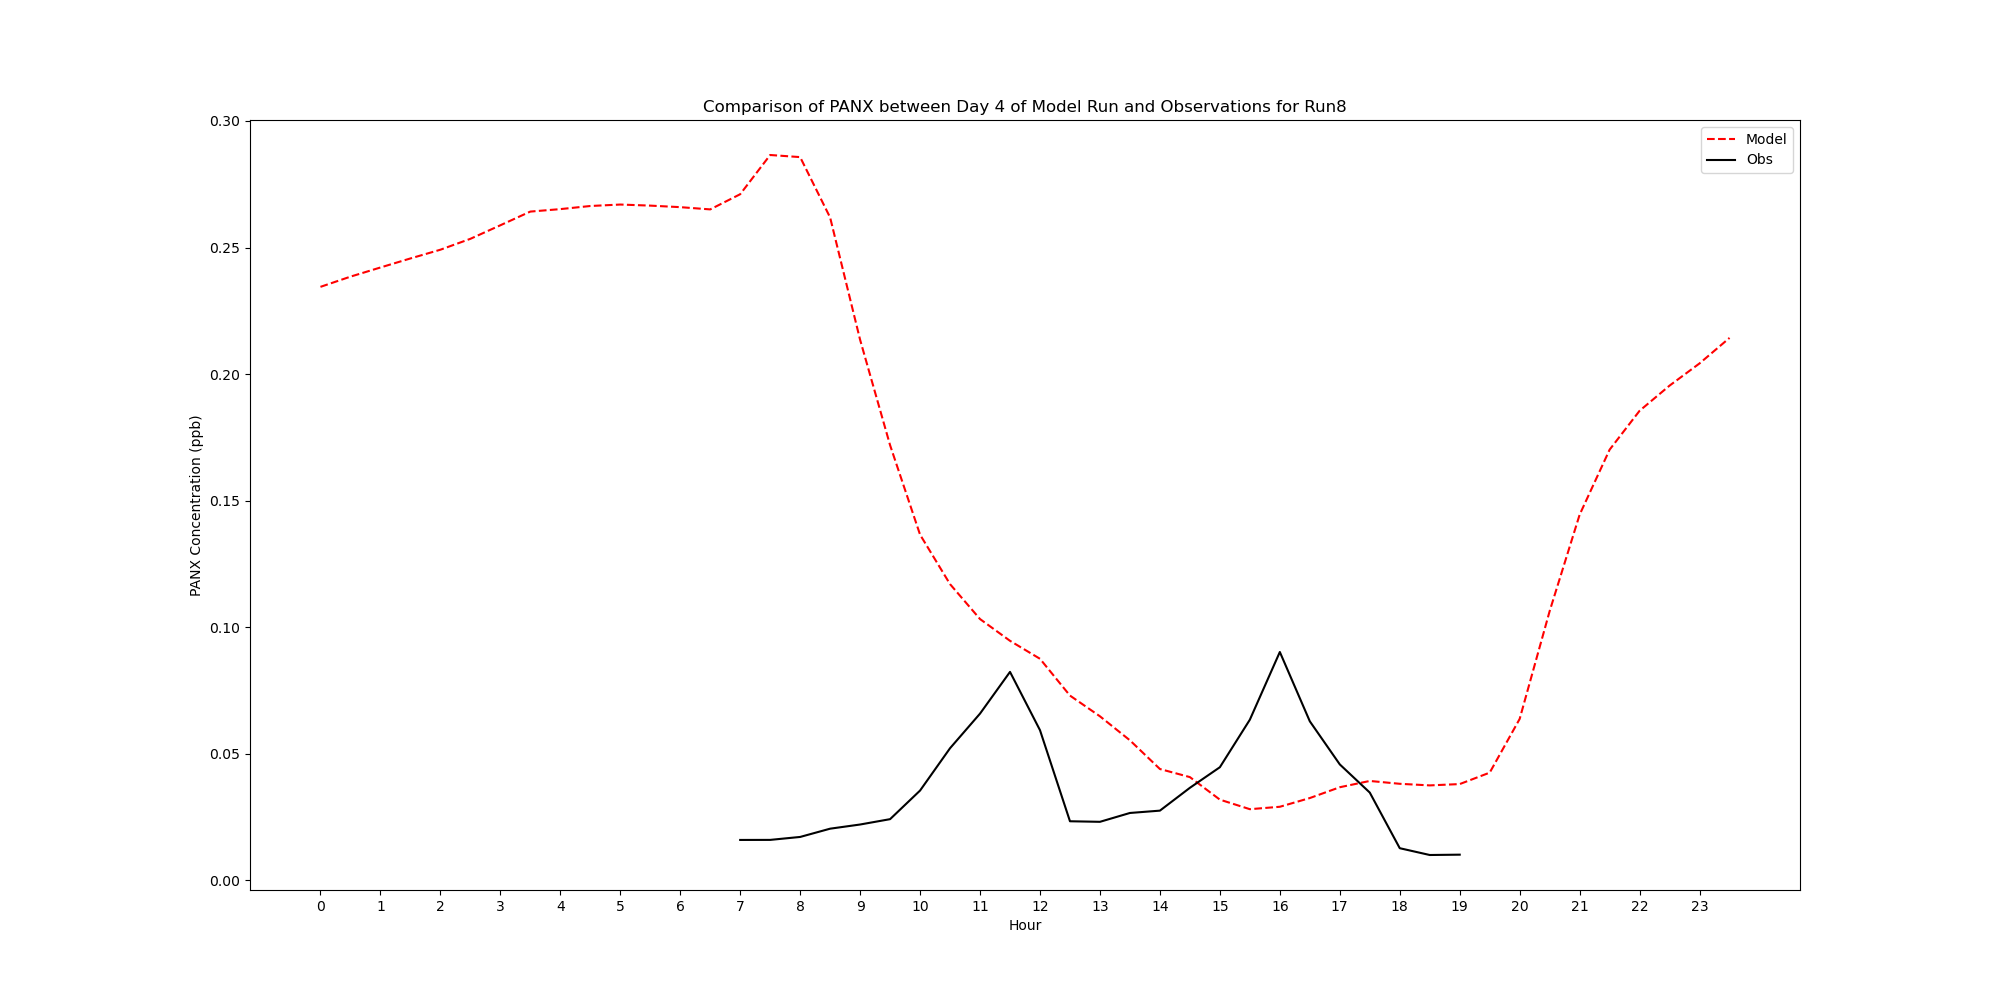 Comparison of PANX between Day 4 of Model Run and Observations for Run8
Model
Obs
PANX Concentration (ppb)
0.30
0.25
0.20
0.15
0.10
0.05
0.00
0 1 2 3 4 5 6 7 8 9 10 11 12 13 14 15 16 17 18 19 20 21 22 23
Hour